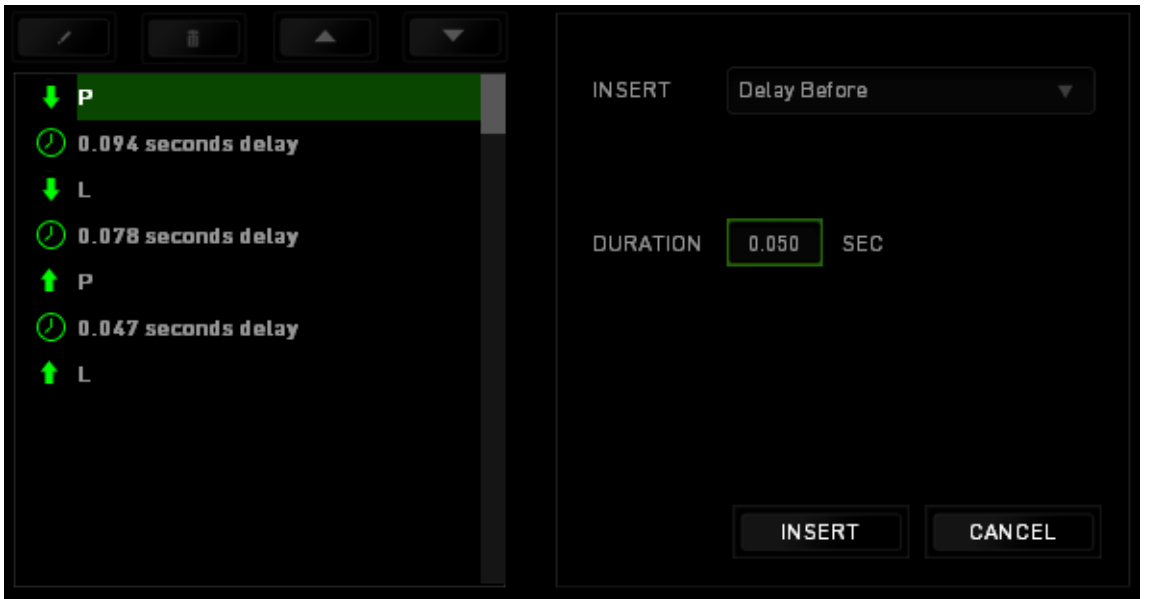 P
0.094 seconds delay
L
0.078 seconds delay
P
0.047 seconds delay
L
INSERT Delay Before
DURATION 0.050 SEC
INSERT CANCEL